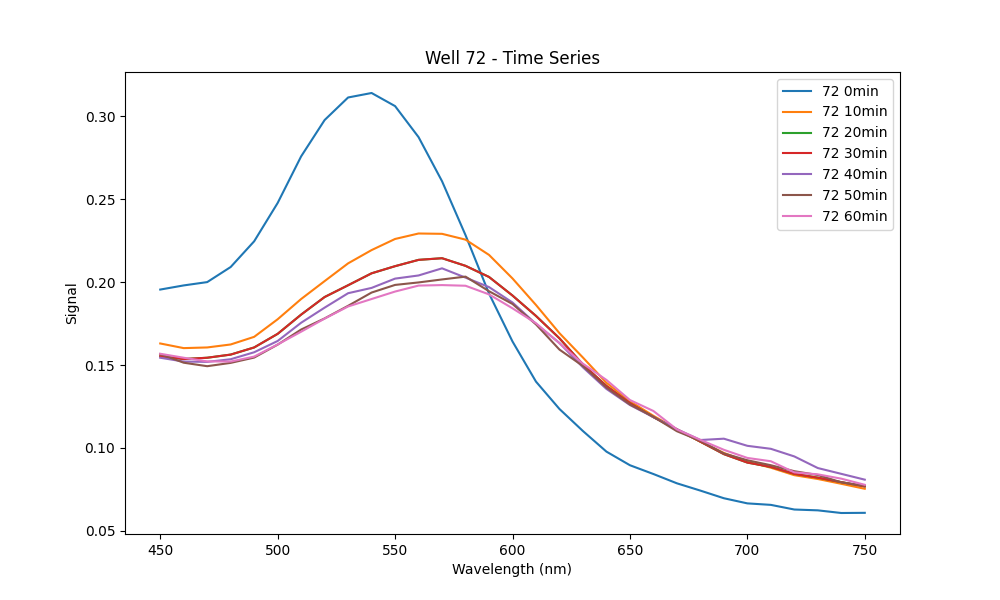 Well 72 - Time Series
72 0min
72 10min
72 20min
72 30min
72 40min
72 50min
72 60min
Signal
0.30
0.25
0.20
0.15
0.10
0.05
450 500 550 600 650 700 750
Wavelength (nm)